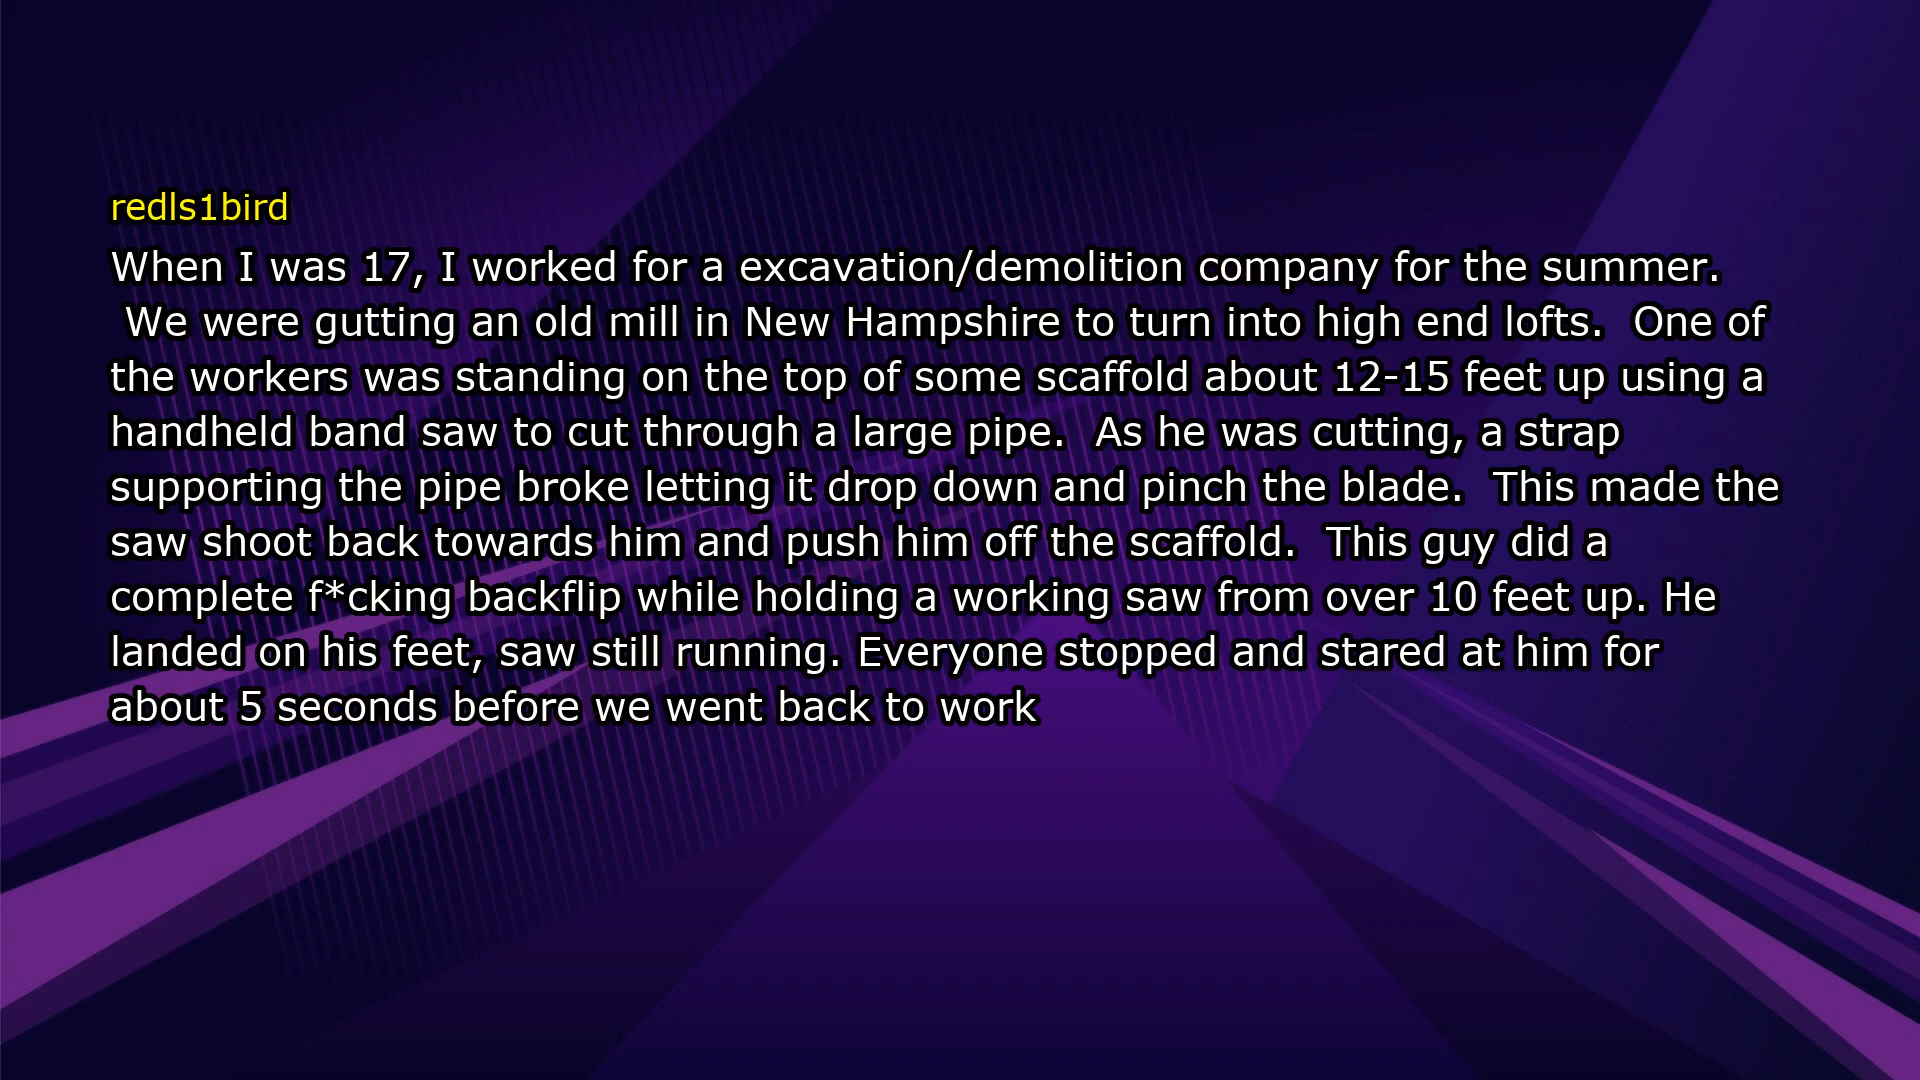 redls1bird
When I was 17, I worked for a excavation/demolition company for the summer.
We were gutting an old mill in New Hampshire to turn into high end lofts.  One of
the workers was standing on the top of some scaffold about 12-15 feet up using a
handheld band saw to cut through a large pipe.  As he was cutting, a strap
supporting the pipe broke letting it drop down and pinch the blade.  This made the
saw shoot back towards him and push him off the scaffold.  This guy did a
complete f*cking backflip while holding a working saw from over 10 feet up. He
landed on his feet, saw still running. Everyone stopped and stared at him for
about 5 seconds before we went back to work